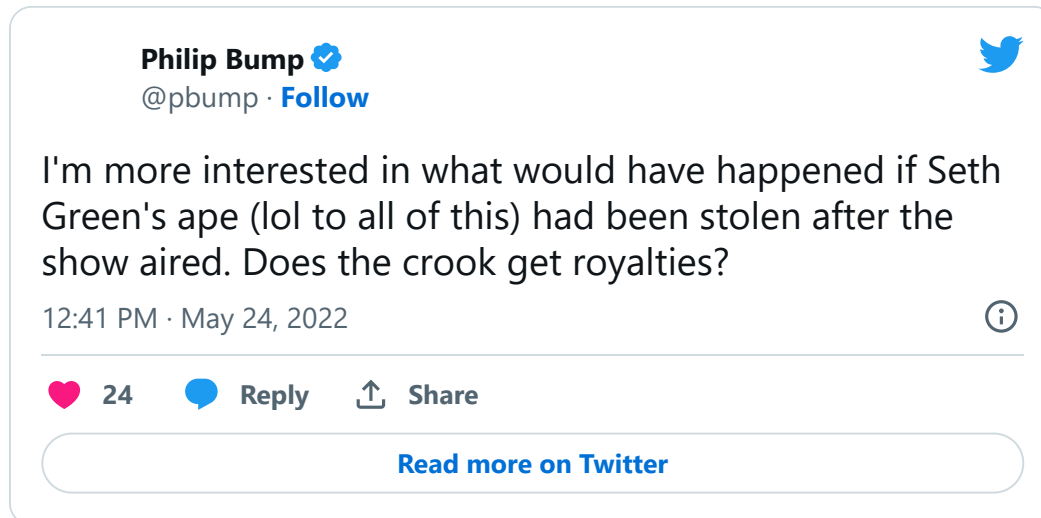 Philip Bump
@pbump · Follow
I'm more interested in what would have happened if Seth
Green's ape (lol to all of this) had been stolen after the
show aired. Does the crook get royalties?
12:41 PM · May 24, 2022
24 Reply Share
Read more on Twitter